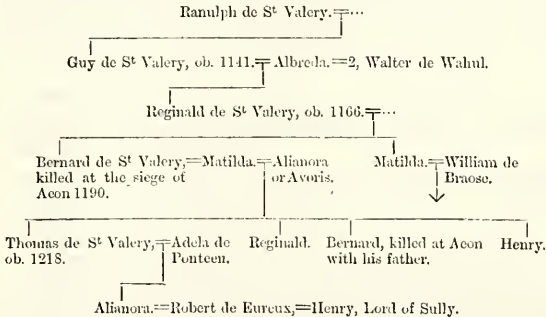 Ranulph de St Valery.=...
Guy de St Valery, ob. 1141.=Albreda.=2, Walter de Wahul.
Reginald de St Valery, ob. 1166.=...
Bernard de St Valery,=Matilda.=Alianora Matilda.=William de
killed at the siege of or Avoris. Braose.
Acon 1190.
Thomas de St Valery,=Adela de Reginald. Bernard, killed at Acon Henry.
ob. 1218. Ponteen. with his father.
Alianora.=Robert de Eureux,=Henry, Lord of Sully.